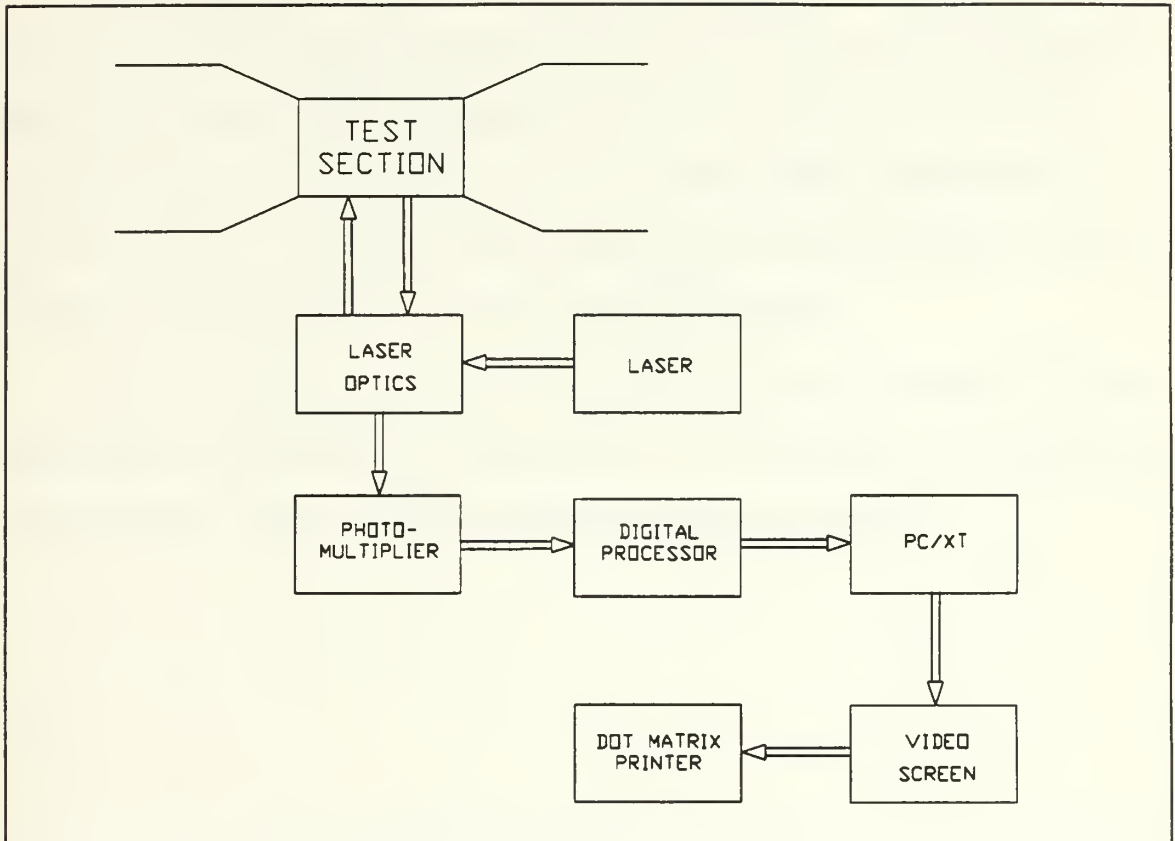 TEST
SECTION
LASER
OPTICS
LASER
PHOTO-
MULTIPLIER
DIGITAL
PROCESSOR
PC/XT
DOT MATRIX
PRINTER
VIDEO
SCREEN